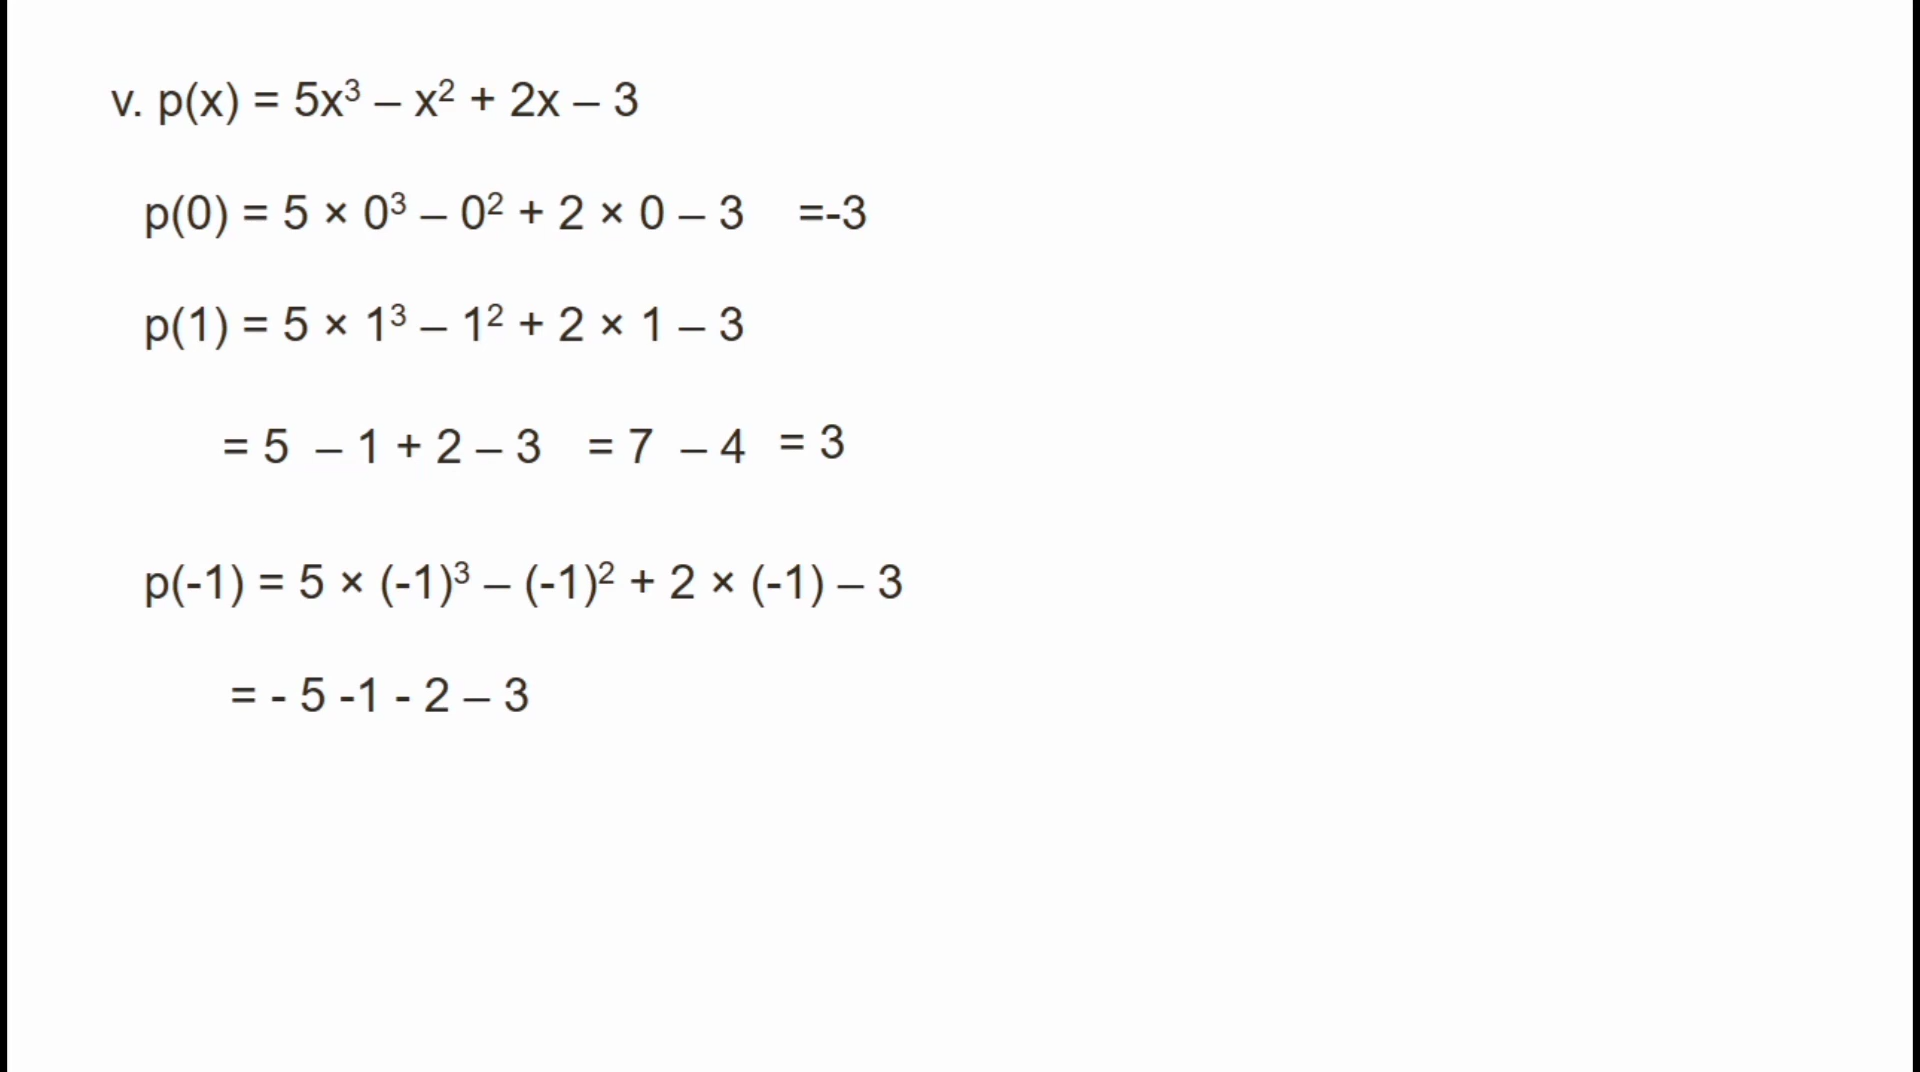 v. p(x) = 5x³ – x² + 2x – 3
p(0) = 5 × 0³ – 0² + 2 × 0 – 3 =-3
p(1) = 5 × 1³ – 1² + 2 × 1 – 3
= 5 – 1 + 2 – 3 = 7 – 4 = 3
p(-1) = 5 × (-1)³ – (-1)² + 2 × (-1) – 3
= - 5 -1 - 2 – 3